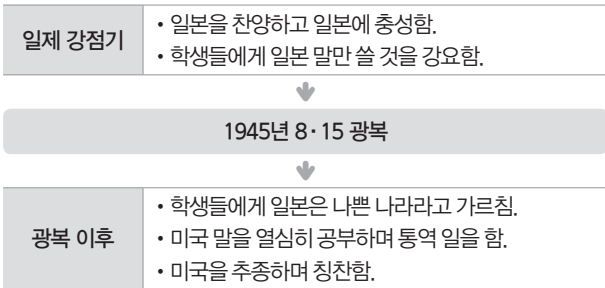 일제 강점기
• 일본을 찬양하고 일본에 충성함.
• 학생들에게 일본 말만 쓸 것을 강요함.
1945년 8·15 광복
광복 이후
• 학생들에게 일본은 나쁜 나라라고 가르침.
• 미국 말을 열심히 공부하며 통역 일을 함.
• 미국을 추종하며 칭찬함.